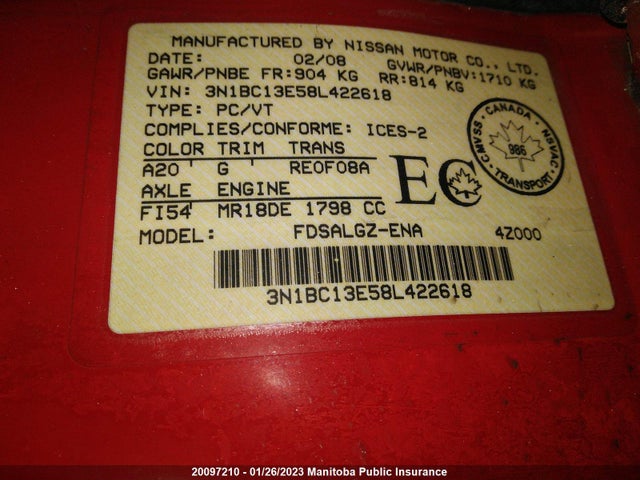 MANUFACTURED BY NISSAN MOTOR CO., LTD.
DATE: 02/08 GVWR/PNBV:1710 KG
GAWR/PNBE FR:904 KG RR:814 KG
VIN: 3N1BC13E58L422618
TYPE: PC/VT
COMPLIES/CONFORME: ICES-2
COLOR TRIM TRANS
A20 G RE0F08A
AXLE ENGINE
FI54 MR18DE 1798 CC
MODEL: FDSALGZ-ENA 4Z000
EC
CANADA
CMVSS NSVAC
986
TRANSPORT
3N1BC13E58L422618
20097210 - 01/26/2023 Manitoba Public Insurance